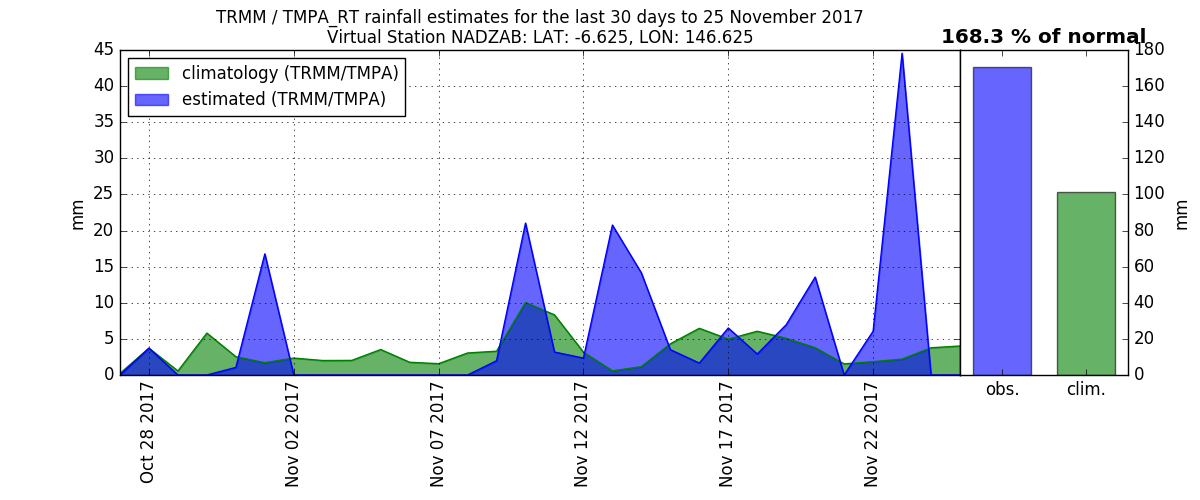 TRMM / TMPA_RT rainfall estimates for the last 30 days to 25 November 2017
Virtual Station NADZAB: LAT: -6.625, LON: 146.625
168.3 % of normal
climatology (TRMM/TMPA)
estimated (TRMM/TMPA)
mm
45
40
35
30
25
20
15
10
5
0
Oct 28 2017
Nov 02 2017
Nov 07 2017
Nov 12 2017
Nov 17 2017
Nov 22 2017
180
160
140
120
100
80
60
40
20
0
mm
obs.
clim.